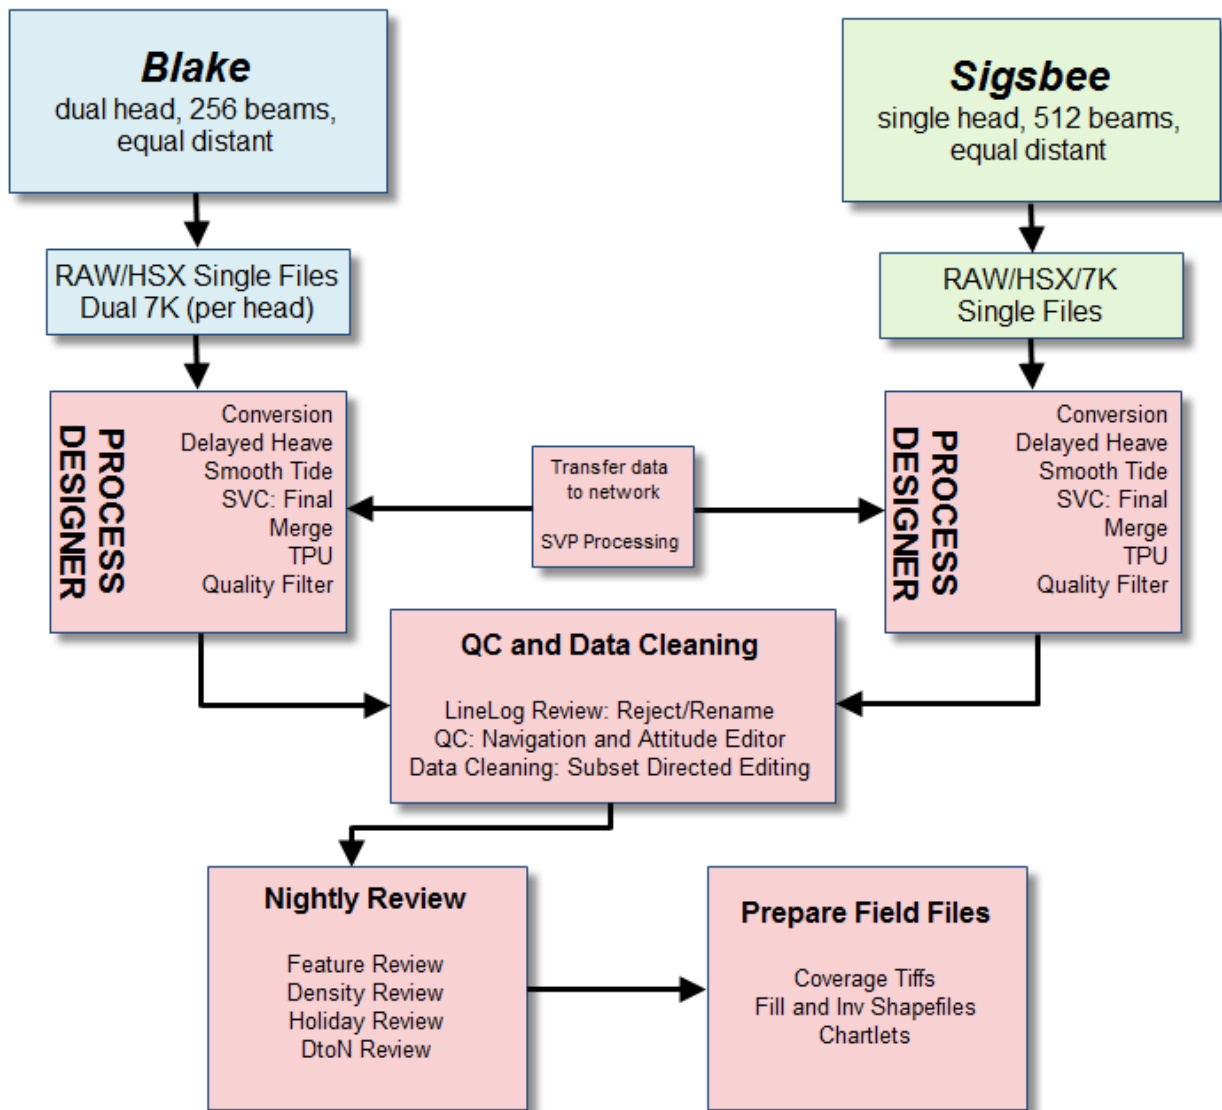 Blake
dual head, 256 beams,
equal distant
Sigsbee
single head, 512 beams,
equal distant
RAW/HSX Single Files
Dual 7K (per head)
RAW/HSX/7K
Single Files
PROCESS
DESIGNER
Conversion
Delayed Heave
Smooth Tide
SVC: Final
Merge
TPU
Quality Filter
Transfer data
to network
SVP Processing
PROCESS
DESIGNER
Conversion
Delayed Heave
Smooth Tide
SVC: Final
Merge
TPU
Quality Filter
QC and Data Cleaning
LineLog Review: Reject/Rename
QC: Navigation and Attitude Editor
Data Cleaning: Subset Directed Editing
Nightly Review
Feature Review
Density Review
Holiday Review
DtoN Review
Prepare Field Files
Coverage Tiffs
Fill and Inv Shapefiles
Chartlets